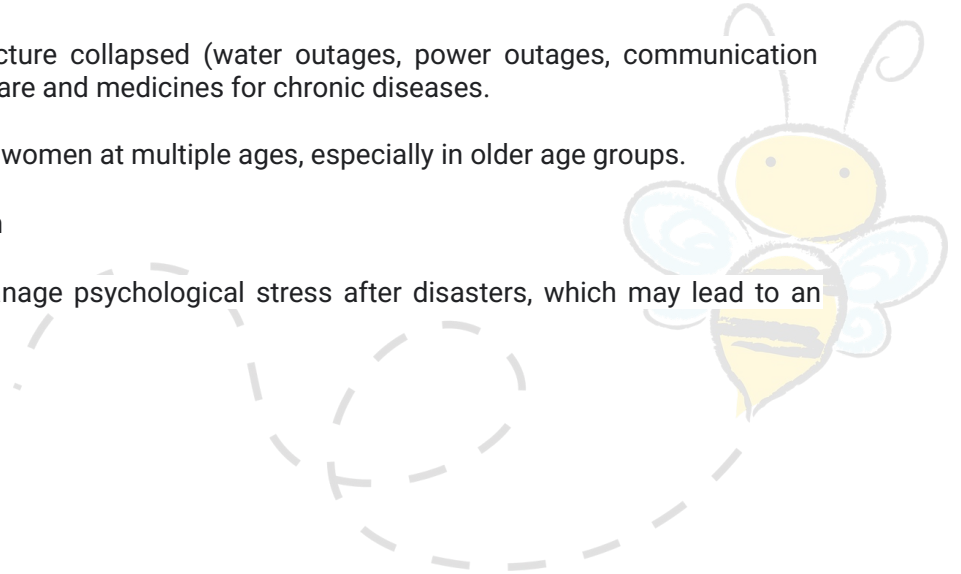 cture collapsed (water outages, power outages, communication
are and medicines for chronic diseases.
women at multiple ages, especially in older age groups.
nage psychological stress after disasters, which may lead to an